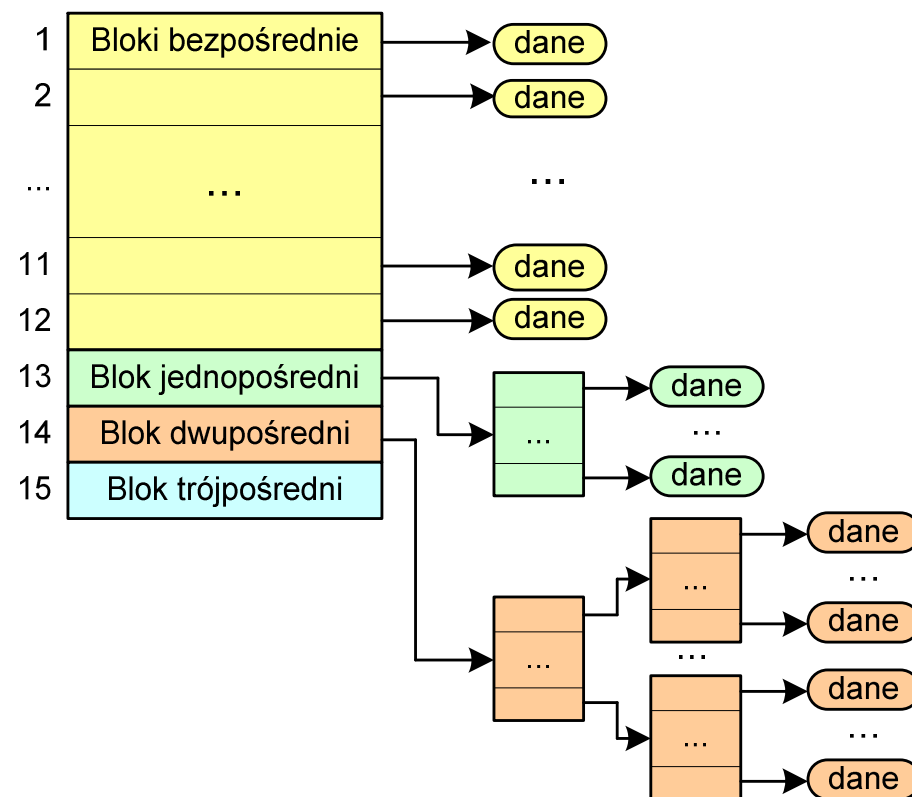 1 Bloki bezpośrednie dane
2 dane
... ... ...
11 dane
12 dane
13 Blok jednopośredni dane
... ...
dane
14 Blok dwupośredni
15 Blok trójpośredni
dane
... ...
dane
...
...
dane
... ...
dane